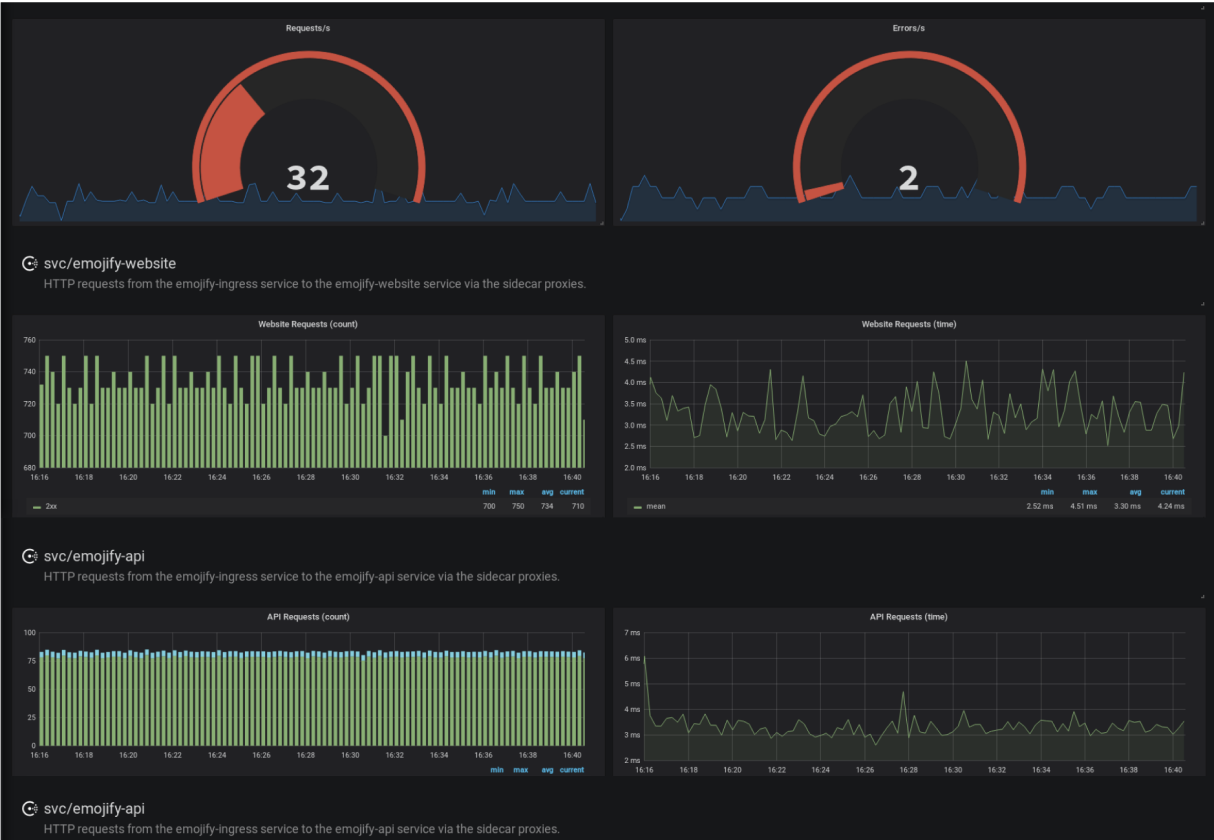 Requests/s
Errors/s
32
2
svc/emojify-website
HTTP requests from the emojify-ingress service to the emojify-website service via the sidecar proxies.
Website Requests (count)
760
740
720
700
680
16:16 16:18 16:20 16:22 16:24 16:26 16:28 16:30 16:32 16:34 16:36 16:38 16:40
min max avg current
2xx 700 750 734 710
Website Requests (time)
5.0 ms
4.5 ms
4.0 ms
3.5 ms
3.0 ms
2.5 ms
2.0 ms
16:16 16:18 16:20 16:22 16:24 16:26 16:28 16:30 16:32 16:34 16:36 16:38 16:40
min max avg current
mean 2.52 ms 4.51 ms 3.30 ms 4.24 ms
svc/emojify-api
HTTP requests from the emojify-ingress service to the emojify-api service via the sidecar proxies.
API Requests (count)
100
75
50
25
0
16:16 16:18 16:20 16:22 16:24 16:26 16:28 16:30 16:32 16:34 16:36 16:38 16:40
min max avg current
API Requests (time)
7 ms
6 ms
5 ms
4 ms
3 ms
2 ms
16:16 16:18 16:20 16:22 16:24 16:26 16:28 16:30 16:32 16:34 16:36 16:38 16:40
svc/emojify-api
HTTP requests from the emojify-ingress service to the emojify-api service via the sidecar proxies.